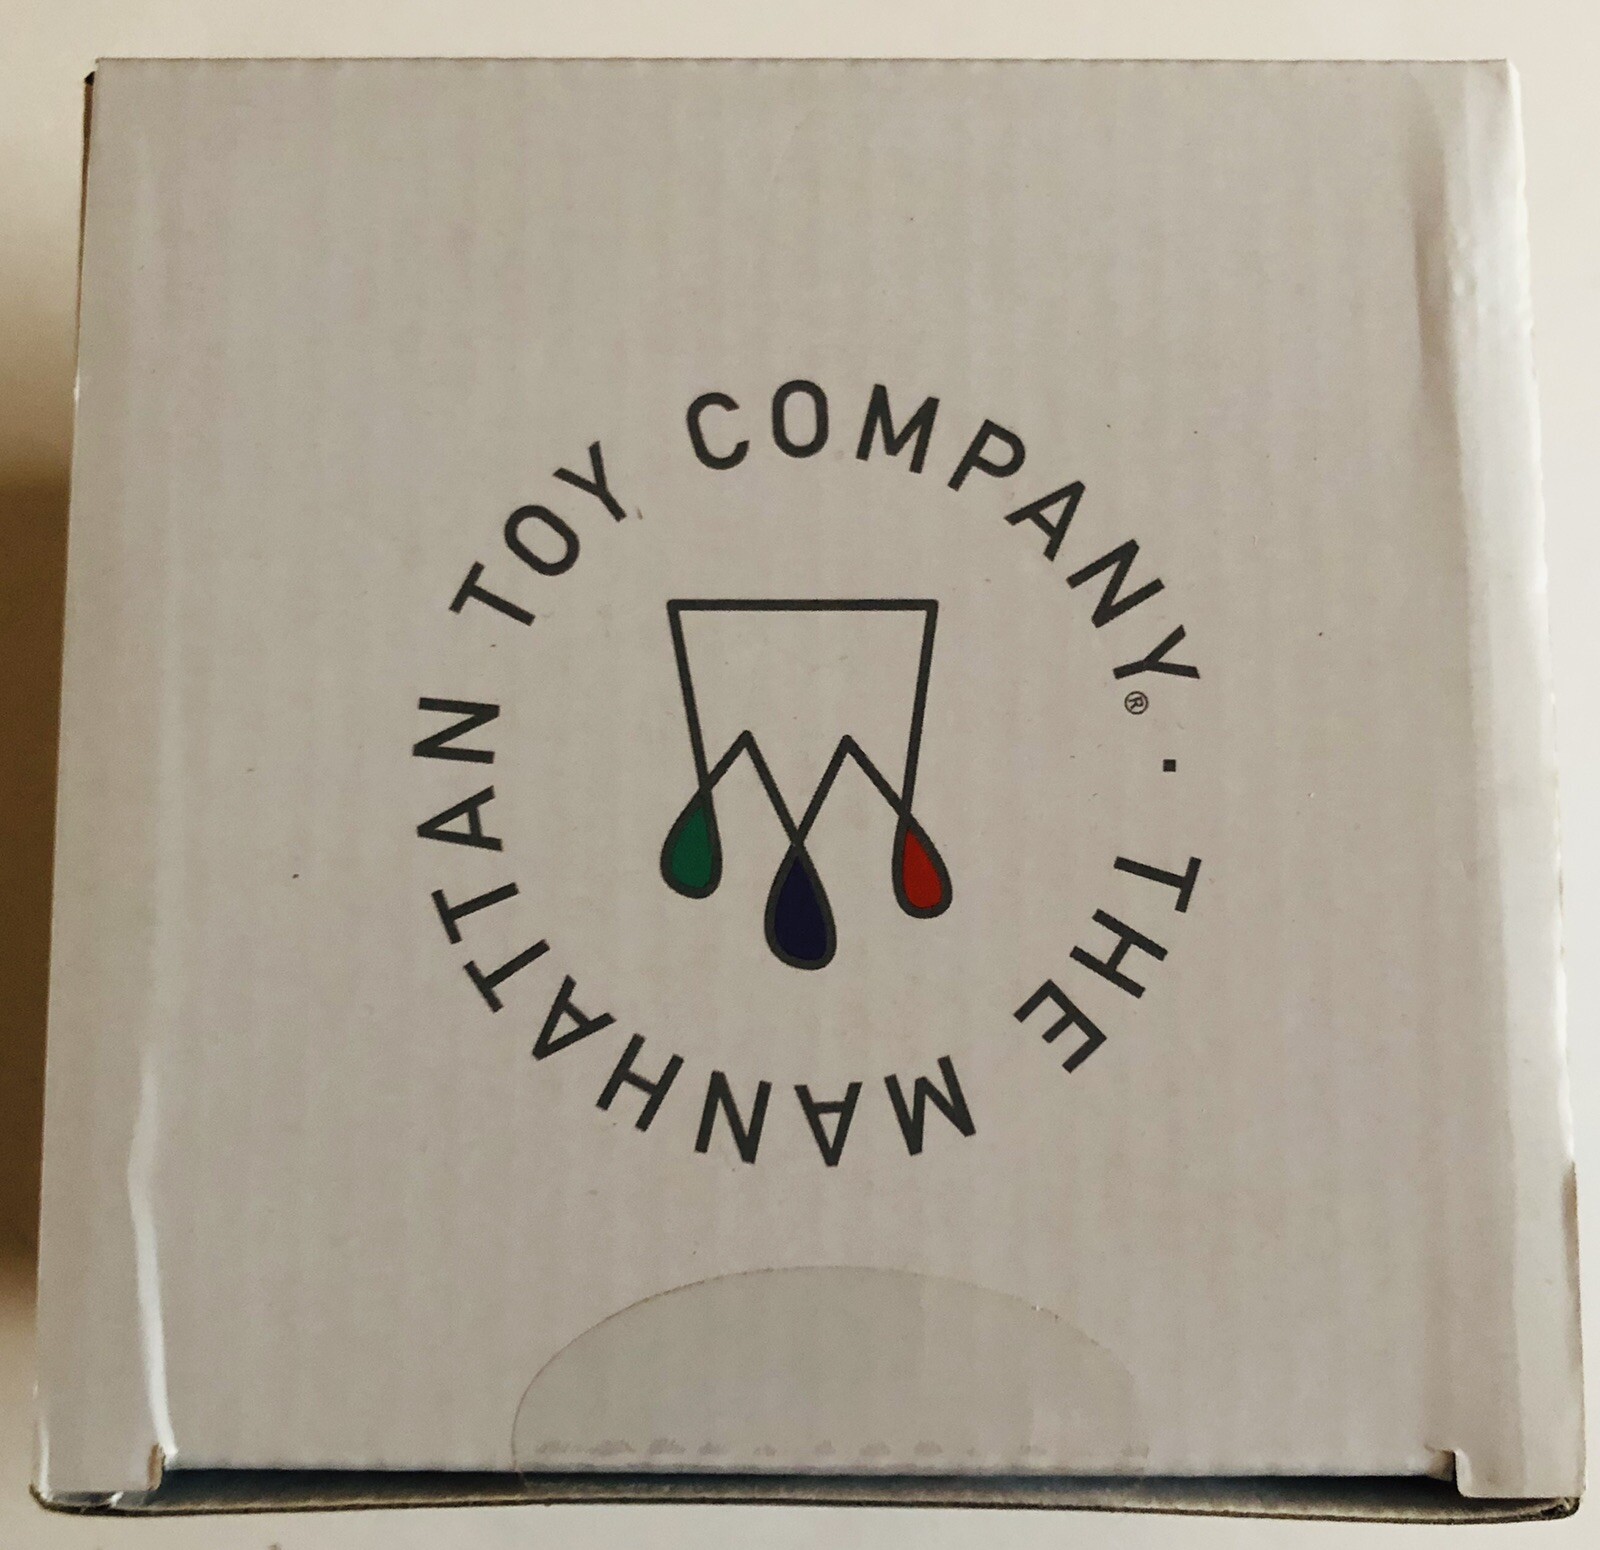 THE MANHATTAN TOY COMPANY® ·